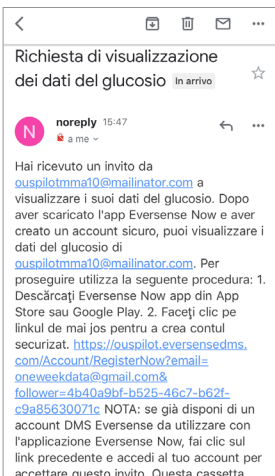 Richiesta di visualizzazione
dei dati del glucosio In arrivo
N
noreply 15:47
a me
Hai ricevuto un invito da
ouspilotmma10@mailinator.com a
visualizzare i suoi dati del glucosio. Dopo
aver scaricato l'app Eversense Now e aver
creato un account sicuro, puoi visualizzare i
dati del glucosio di
ouspilotmma10@mailinator.com. Per
proseguire utilizza la seguente procedura: 1.
Descărcaţi Eversense Now app din App
Store sau Google Play. 2. Faceţi clic pe
linkul de mai jos pentru a crea contul
securizat. https://ouspilot.eversensedms.
com/Account/RegisterNow?email=
oneweekdata@gmail.com&
follower=4b40a9bf-b525-46c7-b62f-
c9a85630071c NOTA: se già disponi di un
account DMS Eversense da utilizzare con
l'applicazione Eversense Now, fai clic sul
link precedente e accedi al tuo account per
accettare questo invito. Questa cassetta